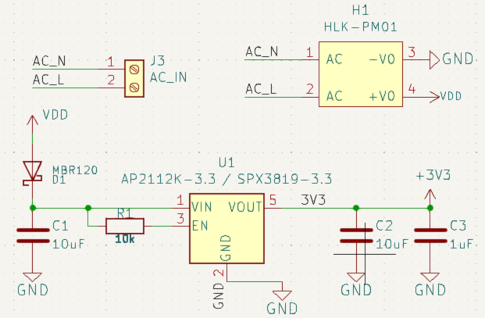 H1
HLK-PM01
AC_N
1
J3
AC_L
2
AC_IN
AC_N
1
AC
-VO
3
GND
AC_L
2
AC
+VO
4
VDD
VDD
MBR120
D1
U1
AP2112K-3.3 / SPX3819-3.3
+3V3
1
VIN
VOUT
5
3V3
R1
10k
3
EN
GND
2
GND
C1
10uF
C2
10uF
C3
1uF
GND
GND
GND
GND